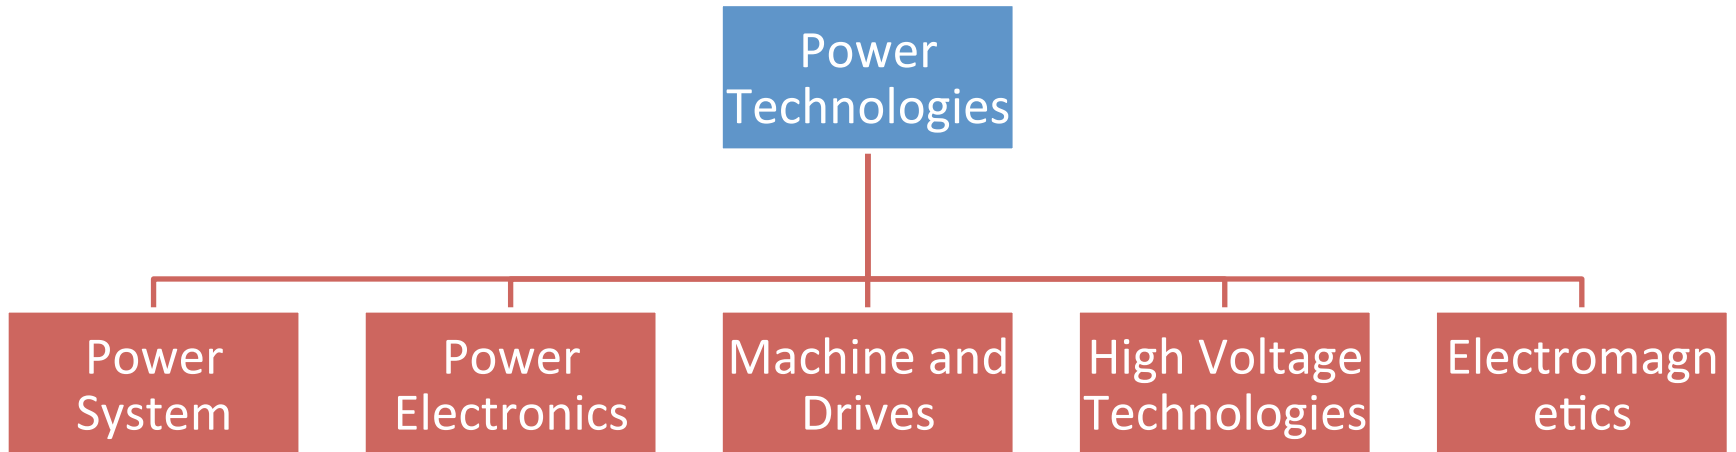 Power
Technologies
Power
System
Power
Electronics
Machine and
Drives
High Voltage
Technologies
Electromagn
etics